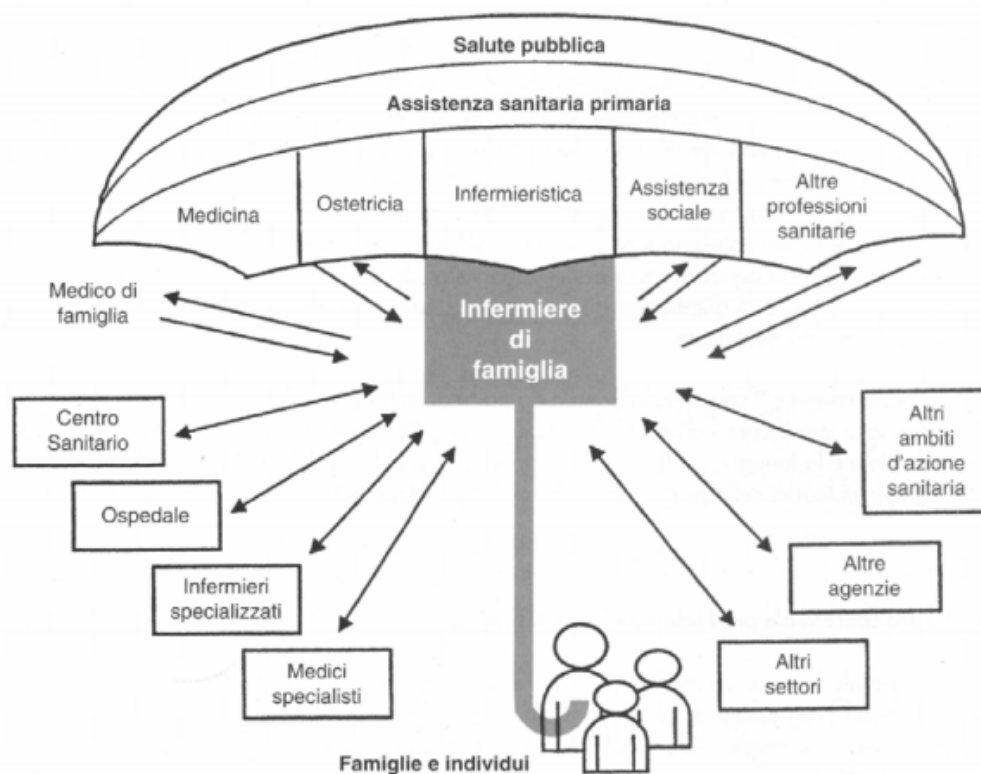 Salute pubblica
Assistenza sanitaria primaria
Medicina
Ostetricia
Infermieristica
Assistenza
sociale
Altre
professioni
sanitarie
Medico di
famiglia
Infermiere
di
famiglia
Centro
Sanitario
Altri
ambiti
d'azione
sanitaria
Ospedale
Infermieri
specializzati
Altre
agenzie
Medici
specialisti
Altri
settori
Famiglie e individui